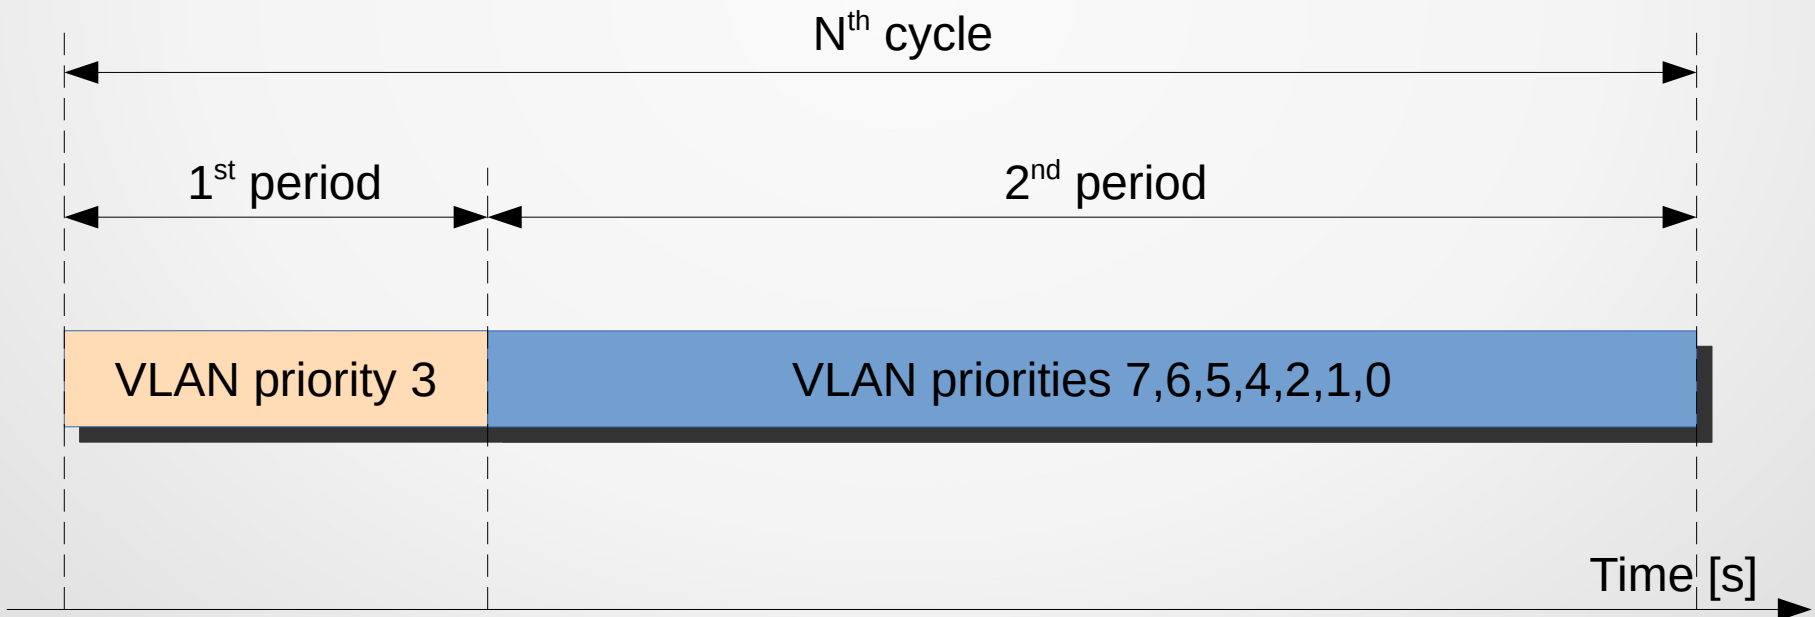 Nth cycle
1st period
2nd period
VLAN priority 3
VLAN priorities 7,6,5,4,2,1,0
Time [s]